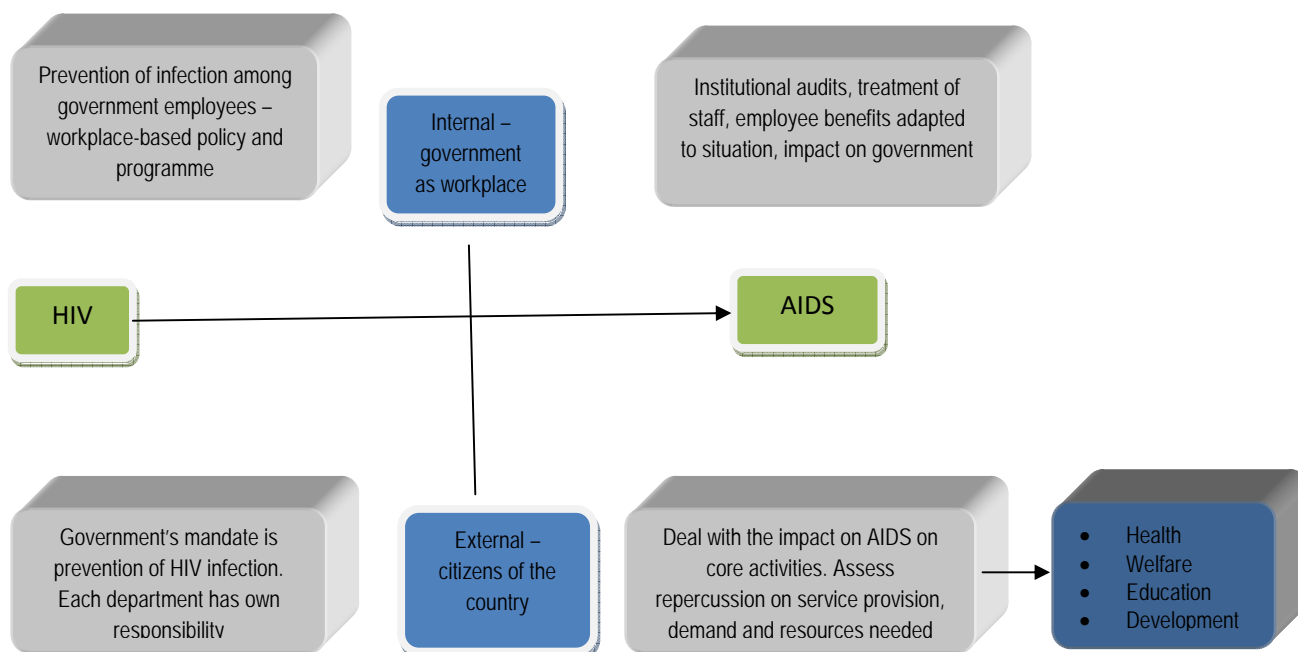 Prevention of infection among
government employees –
workplace-based policy and
programme
Internal –
government
as workplace
Institutional audits, treatment of
staff, employee benefits adapted
to situation, impact on government
HIV
AIDS
Government’s mandate is
prevention of HIV infection.
Each department has own
responsibility
External –
citizens of the
country
Deal with the impact on AIDS on
core activities. Assess
repercussion on service provision,
demand and resources needed
• Health
• Welfare
• Education
• Development